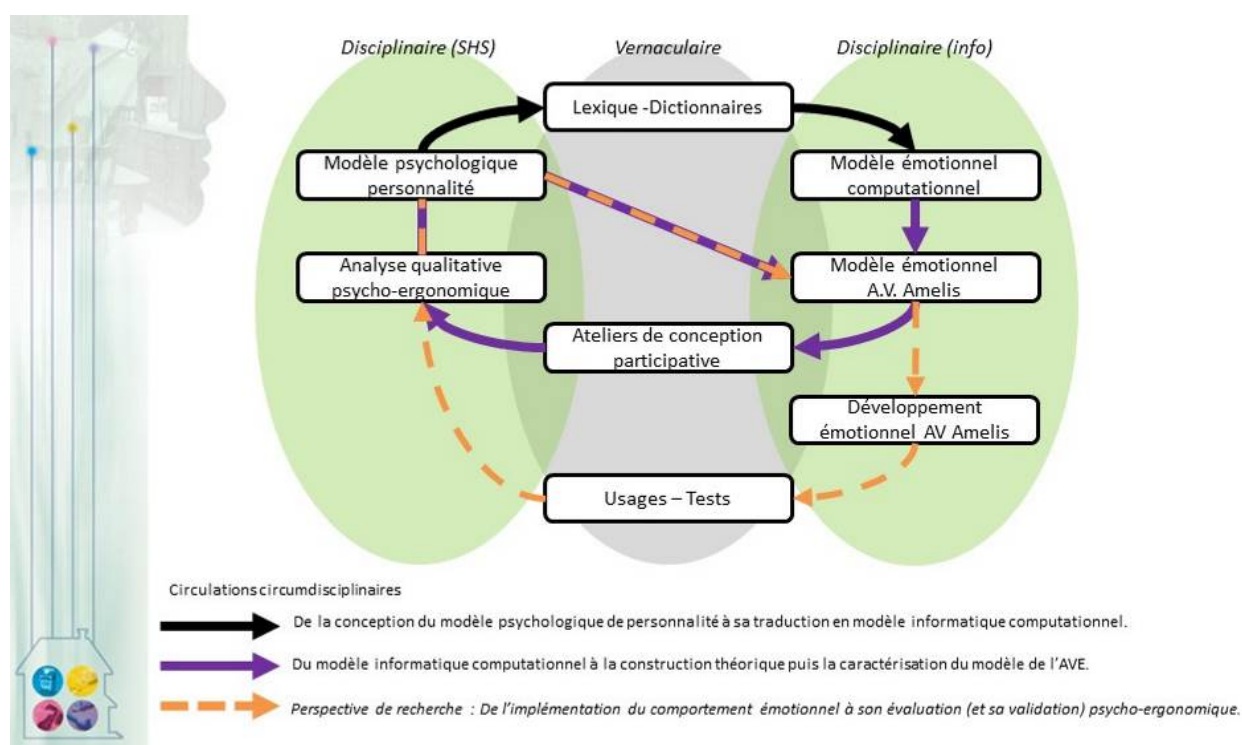 Disciplinaire (SHS)
Vernaculaire
Disciplinaire (info)
Lexique -Dictionnaires
Modèle psychologique
personnalité
Modèle émotionnel
computationnel
Analyse qualitative
psycho-ergonomique
Modèle émotionnel
A.V. Amelis
Ateliers de conception
participative
Développement
émotionnel AV Amelis
Usages – Tests
Circulations circumdisciplinaires
De la conception du modèle psychologique de personnalité à sa traduction en modèle informatique computationnel.
Du modèle informatique computationnel à la construction théorique puis la caractérisation du modèle de l'AVE.
Perspective de recherche : De l'implémentation du comportement émotionnel à son évaluation (et sa validation) psycho-ergonomique.